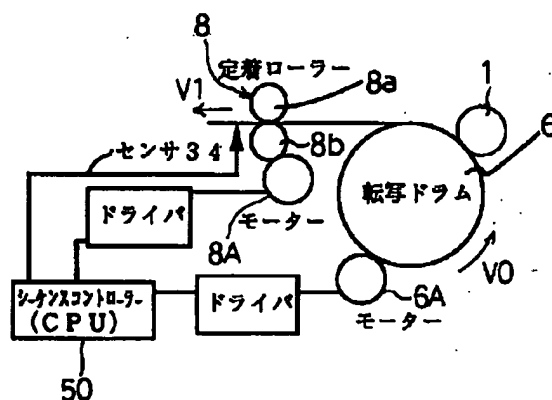 8
定着ローラー
8a
1
6
V1
8b
センサ34
ドライバ
モーター
8A
転写ドラム
V0
シーケンスコントローラー
(CPU)
ドライバ
6A
モーター
50